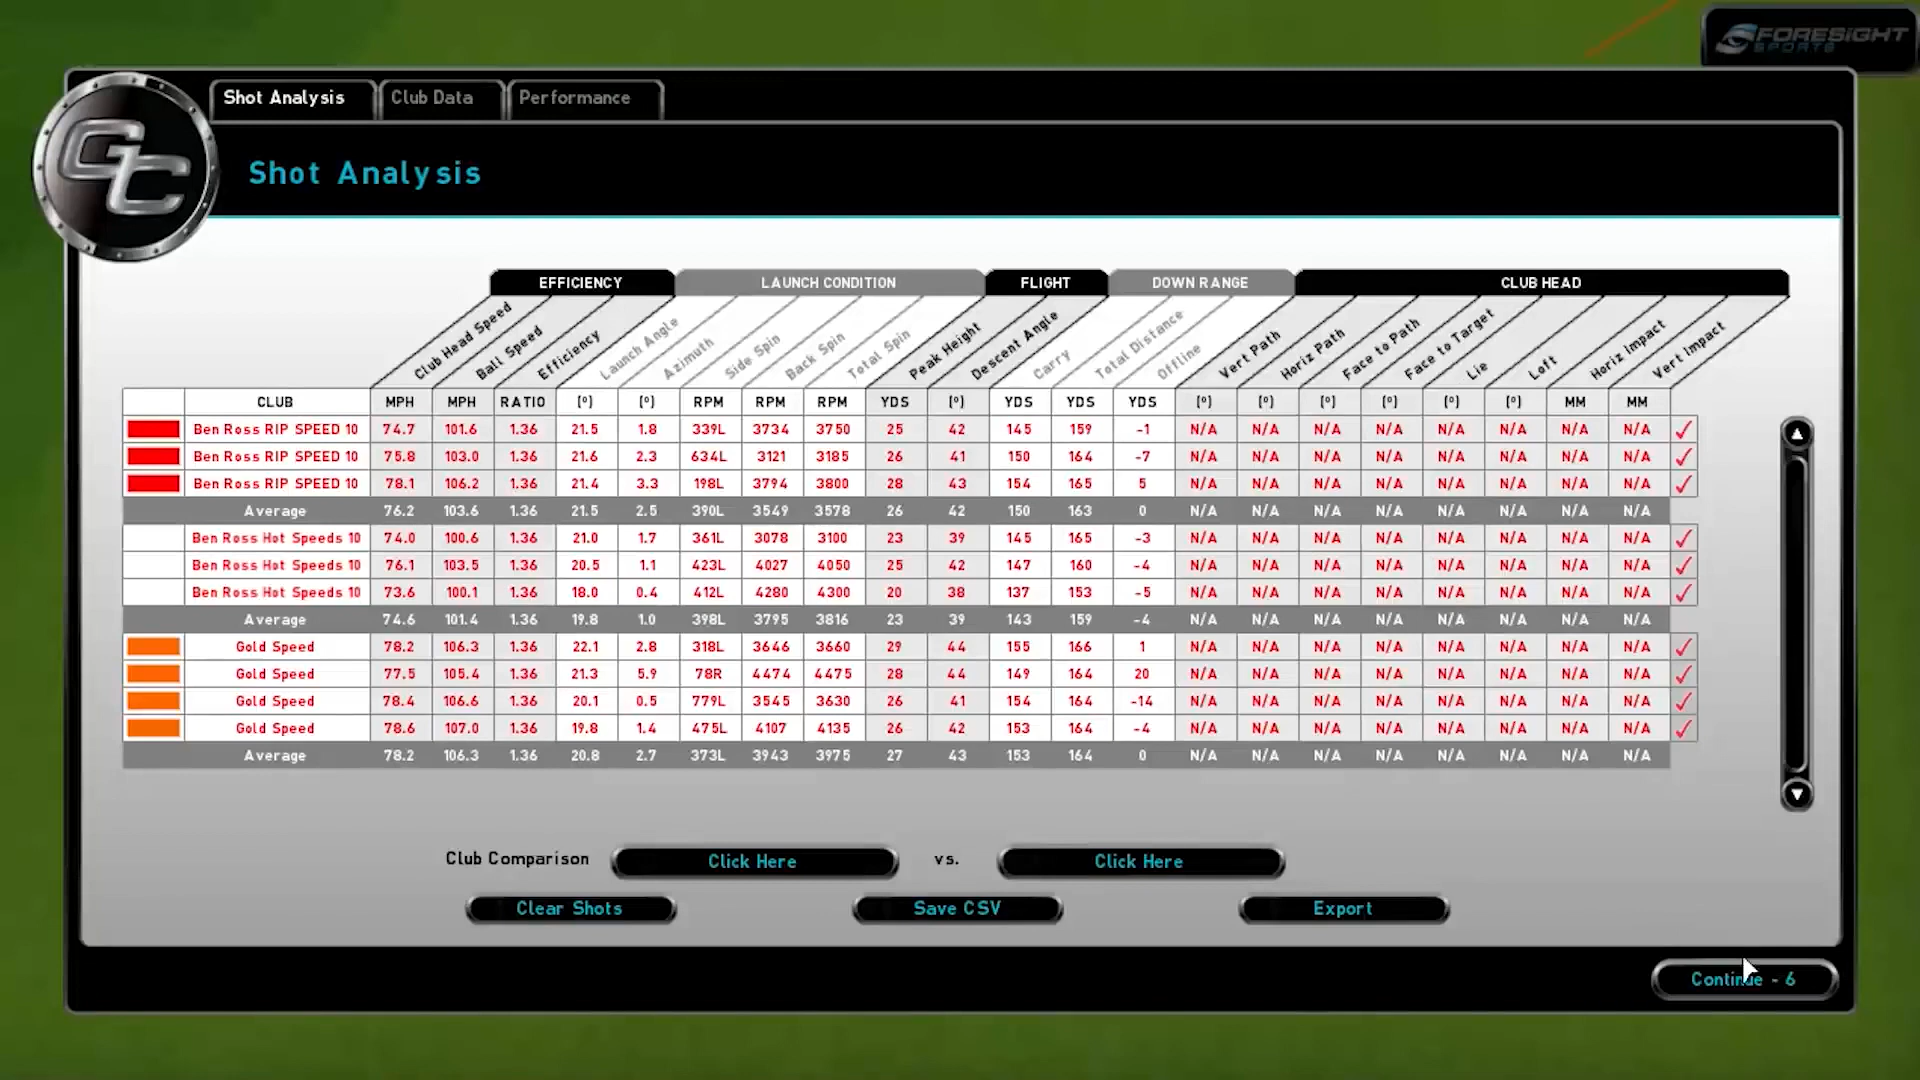 FORESIGHT
SPORTS
Shot Analysis Club Data Performance
GC
Shot Analysis
EFFICIENCY LAUNCH CONDITION FLIGHT DOWN RANGE CLUB HEAD
Club Head Speed Ball Speed Efficiency Launch Angle Azimuth Side Spin Back Spin Total Spin Peak Height Descent Angle Carry Total Distance Offline Vert Path Horiz Path Face to Path Face to Target Lie Loft Horiz Impact Vert Impact
CLUB MPH MPH RATIO (º) (º) RPM RPM RPM YDS (º) YDS YDS YDS (º) (º) (º) (º) (º) (º) MM MM
Ben Ross RIP SPEED 10 74.7 101.6 1.36 21.5 1.8 339L 3734 3750 25 42 145 159 -1 N/A N/A N/A N/A N/A N/A N/A N/A
Ben Ross RIP SPEED 10 75.8 103.0 1.36 21.6 2.3 634L 3121 3185 26 41 150 164 -7 N/A N/A N/A N/A N/A N/A N/A N/A
Ben Ross RIP SPEED 10 78.1 106.2 1.36 21.4 3.3 198L 3794 3800 28 43 154 165 5 N/A N/A N/A N/A N/A N/A N/A N/A
Average 76.2 103.6 1.36 21.5 2.5 390L 3549 3578 26 42 150 163 0 N/A N/A N/A N/A N/A N/A N/A N/A
Ben Ross Hot Speeds 10 74.0 100.6 1.36 21.0 1.7 361L 3078 3100 23 39 145 165 -3 N/A N/A N/A N/A N/A N/A N/A N/A
Ben Ross Hot Speeds 10 76.1 103.5 1.36 20.5 1.1 423L 4027 4050 25 42 147 160 -4 N/A N/A N/A N/A N/A N/A N/A N/A
Ben Ross Hot Speeds 10 73.6 100.1 1.36 18.0 0.4 412L 4280 4300 20 38 137 153 -5 N/A N/A N/A N/A N/A N/A N/A N/A
Average 74.6 101.4 1.36 19.8 1.0 398L 3795 3816 23 39 143 159 -4 N/A N/A N/A N/A N/A N/A N/A N/A
Gold Speed 78.2 106.3 1.36 22.1 2.8 318L 3646 3660 29 44 155 166 1 N/A N/A N/A N/A N/A N/A N/A N/A
Gold Speed 77.5 105.4 1.36 21.3 5.9 78R 4474 4475 28 44 149 164 20 N/A N/A N/A N/A N/A N/A N/A N/A
Gold Speed 78.4 106.6 1.36 20.1 0.5 779L 3545 3630 26 41 154 164 -14 N/A N/A N/A N/A N/A N/A N/A N/A
Gold Speed 78.6 107.0 1.36 19.8 1.4 475L 4107 4135 26 42 153 164 -4 N/A N/A N/A N/A N/A N/A N/A N/A
Average 78.2 106.3 1.36 20.8 2.7 373L 3943 3975 27 43 153 164 0 N/A N/A N/A N/A N/A N/A N/A N/A
Club Comparison Click Here vs. Click Here
Clear Shots Save CSV Export
Continue - 6